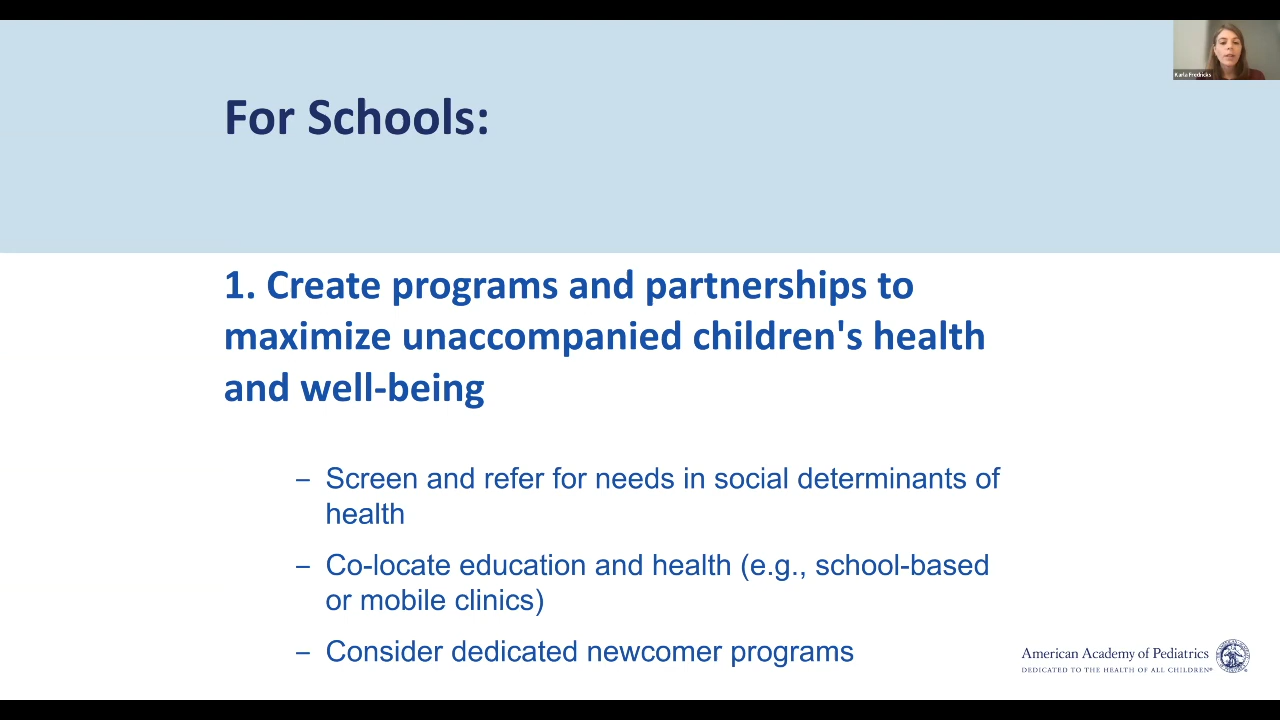 Karla Fredricks
For Schools:
1. Create programs and partnerships to
maximize unaccompanied children's health
and well-being
– Screen and refer for needs in social determinants of
health
– Co-locate education and health (e.g., school-based
or mobile clinics)
– Consider dedicated newcomer programs
American Academy of Pediatrics
DEDICATED TO THE HEALTH OF ALL CHILDREN®